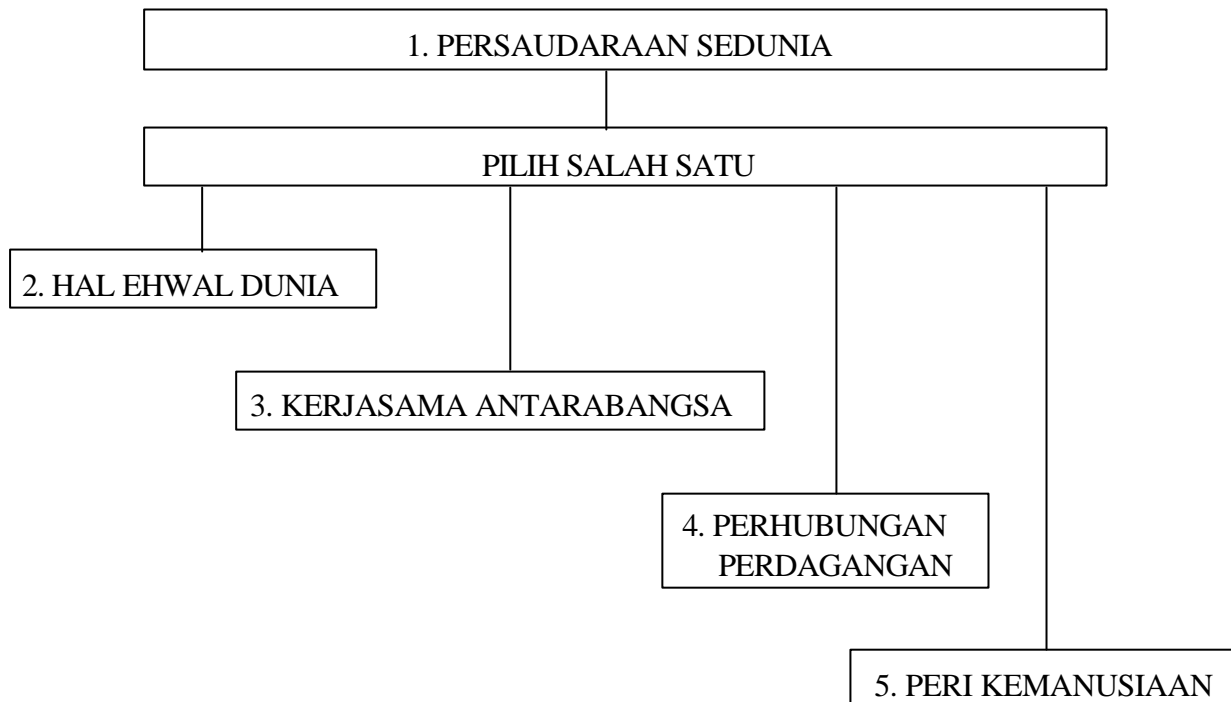 1. PERSAUDARAAN SEDUNIA
PILIH SALAH SATU
2. HAL EHWAL DUNIA
3. KERJASAMA ANTARABANGSA
4. PERHUBUNGAN
PERDAGANGAN
5. PERI KEMANUSIAAN